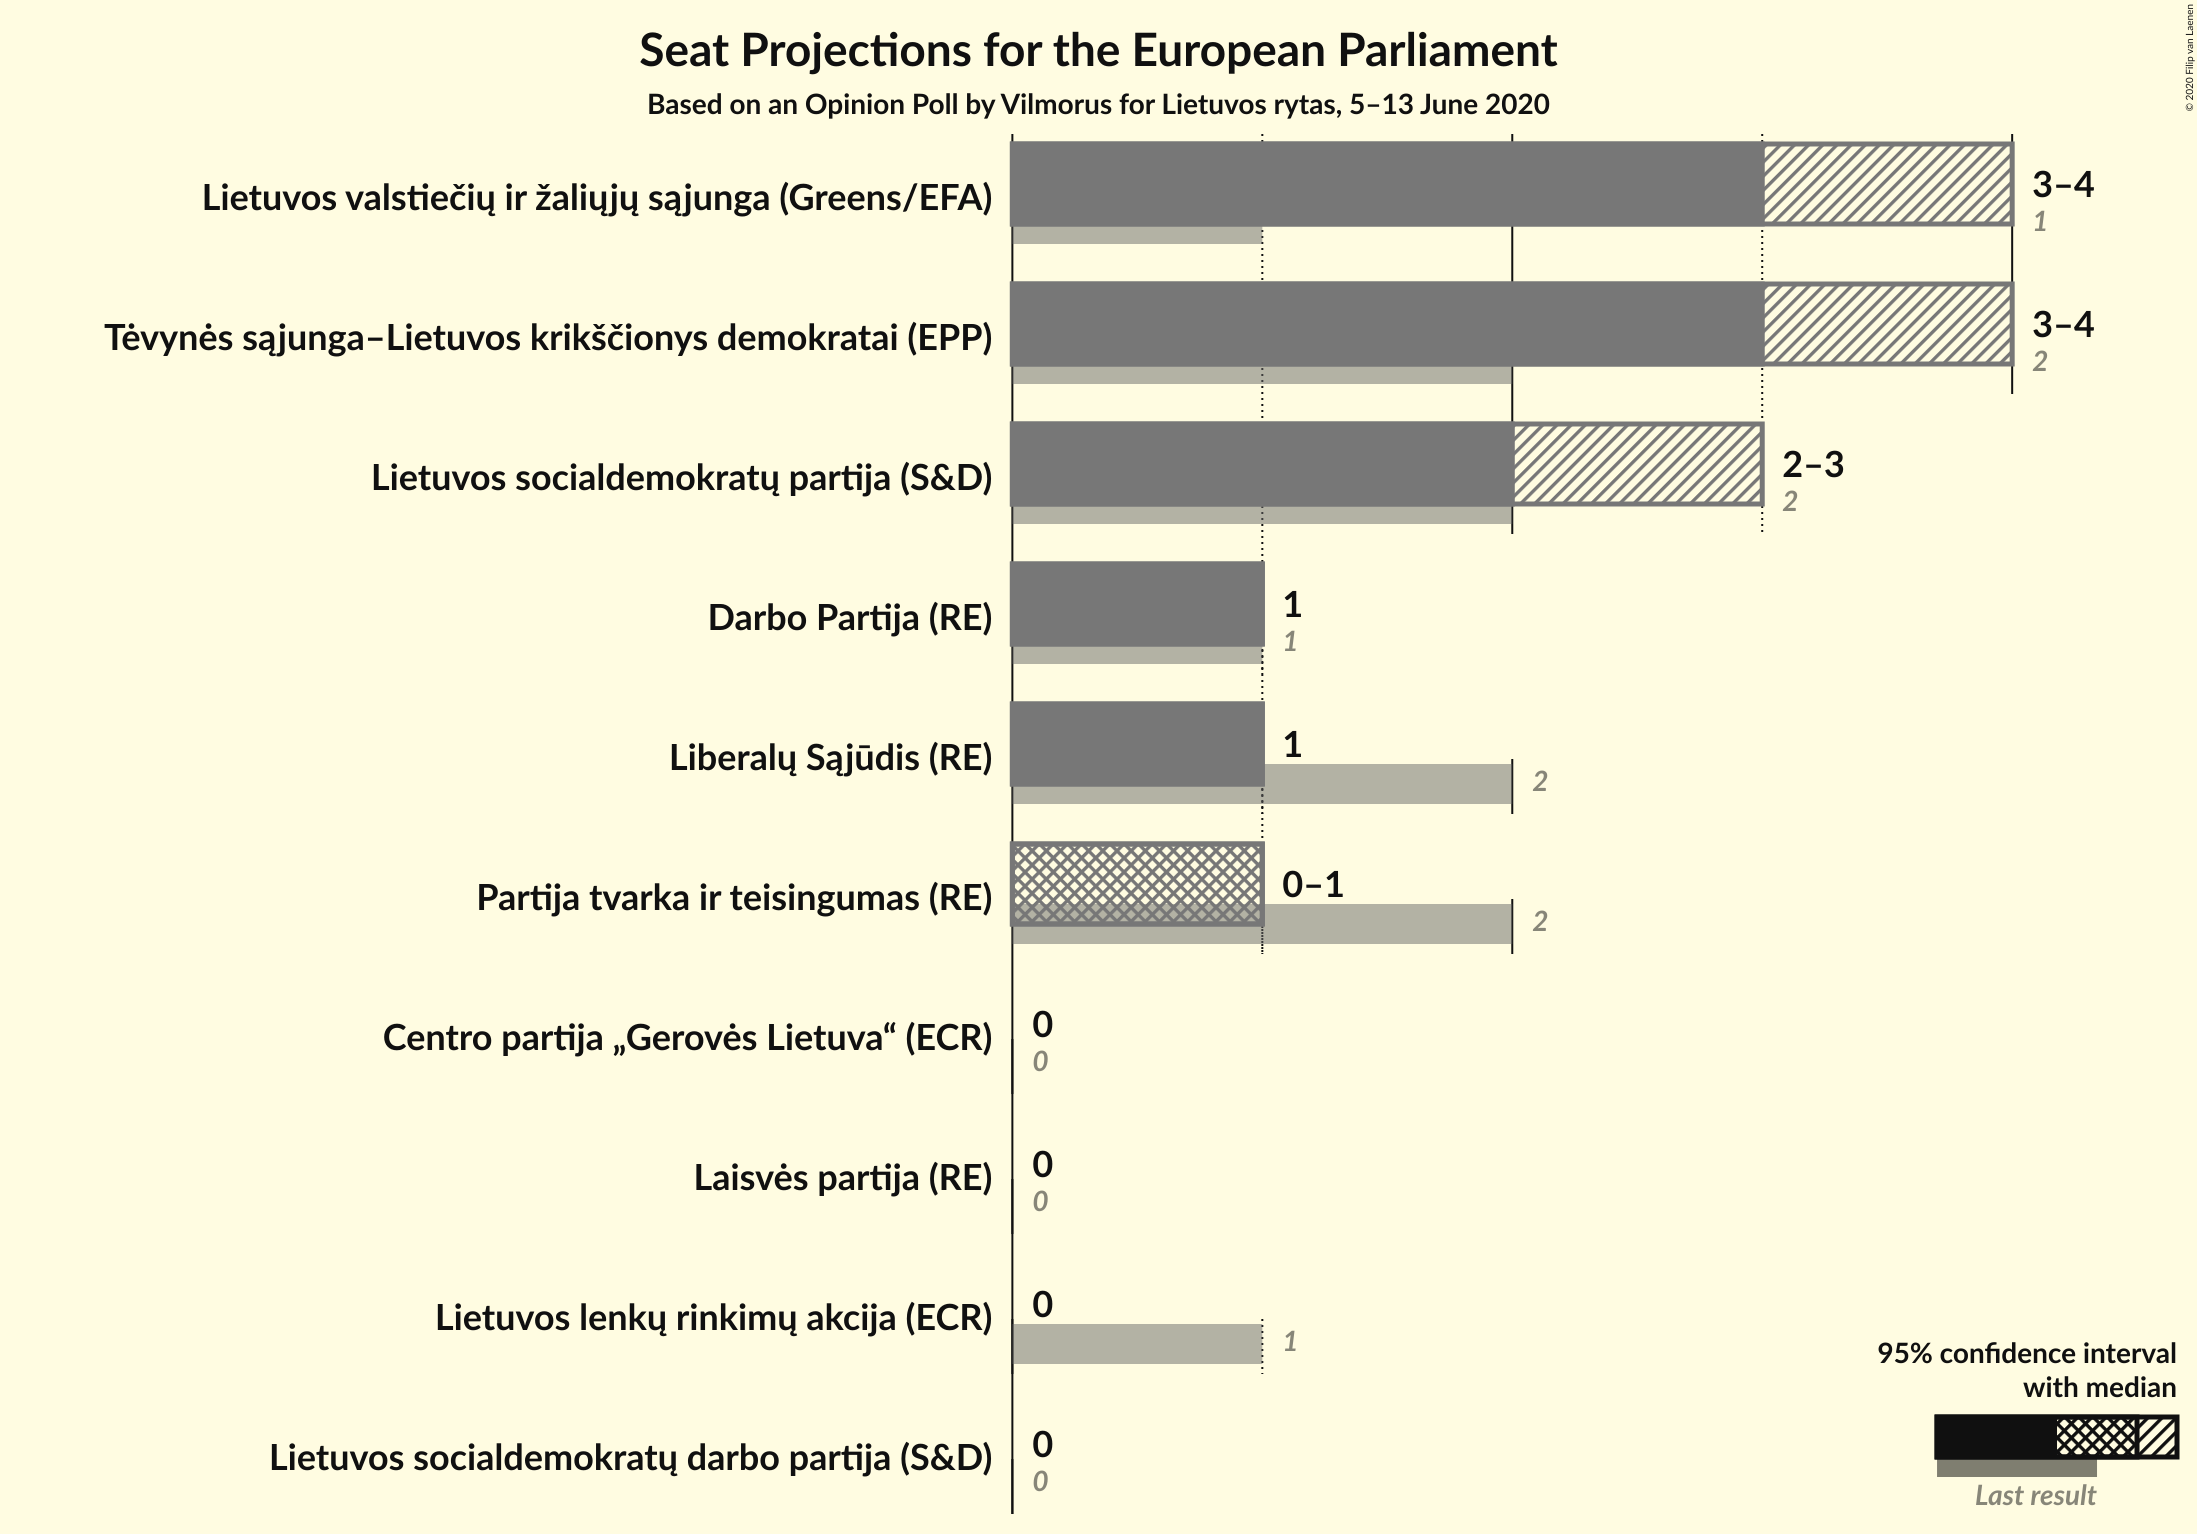 Seat Projections for the European Parliament
Based on an Opinion Poll by Vilmorus for Lietuvos rytas, 5–13 June 2020
© 2020 Filip van Laenen
Lietuvos valstiečių ir žaliųjų sąjunga (Greens/EFA)
3–4
1
Tėvynės sąjunga–Lietuvos krikščionys demokratai (EPP)
3–4
2
Lietuvos socialdemokratų partija (S&D)
2–3
2
Darbo Partija (RE)
1
1
Liberalų Sąjūdis (RE)
1
2
Partija tvarka ir teisingumas (RE)
0–1
2
Centro partija „Gerovės Lietuva“ (ECR)
0
0
Laisvės partija (RE)
0
0
Lietuvos lenkų rinkimų akcija (ECR)
0
1
Lietuvos socialdemokratų darbo partija (S&D)
0
0
95% confidence interval
with median
Last result